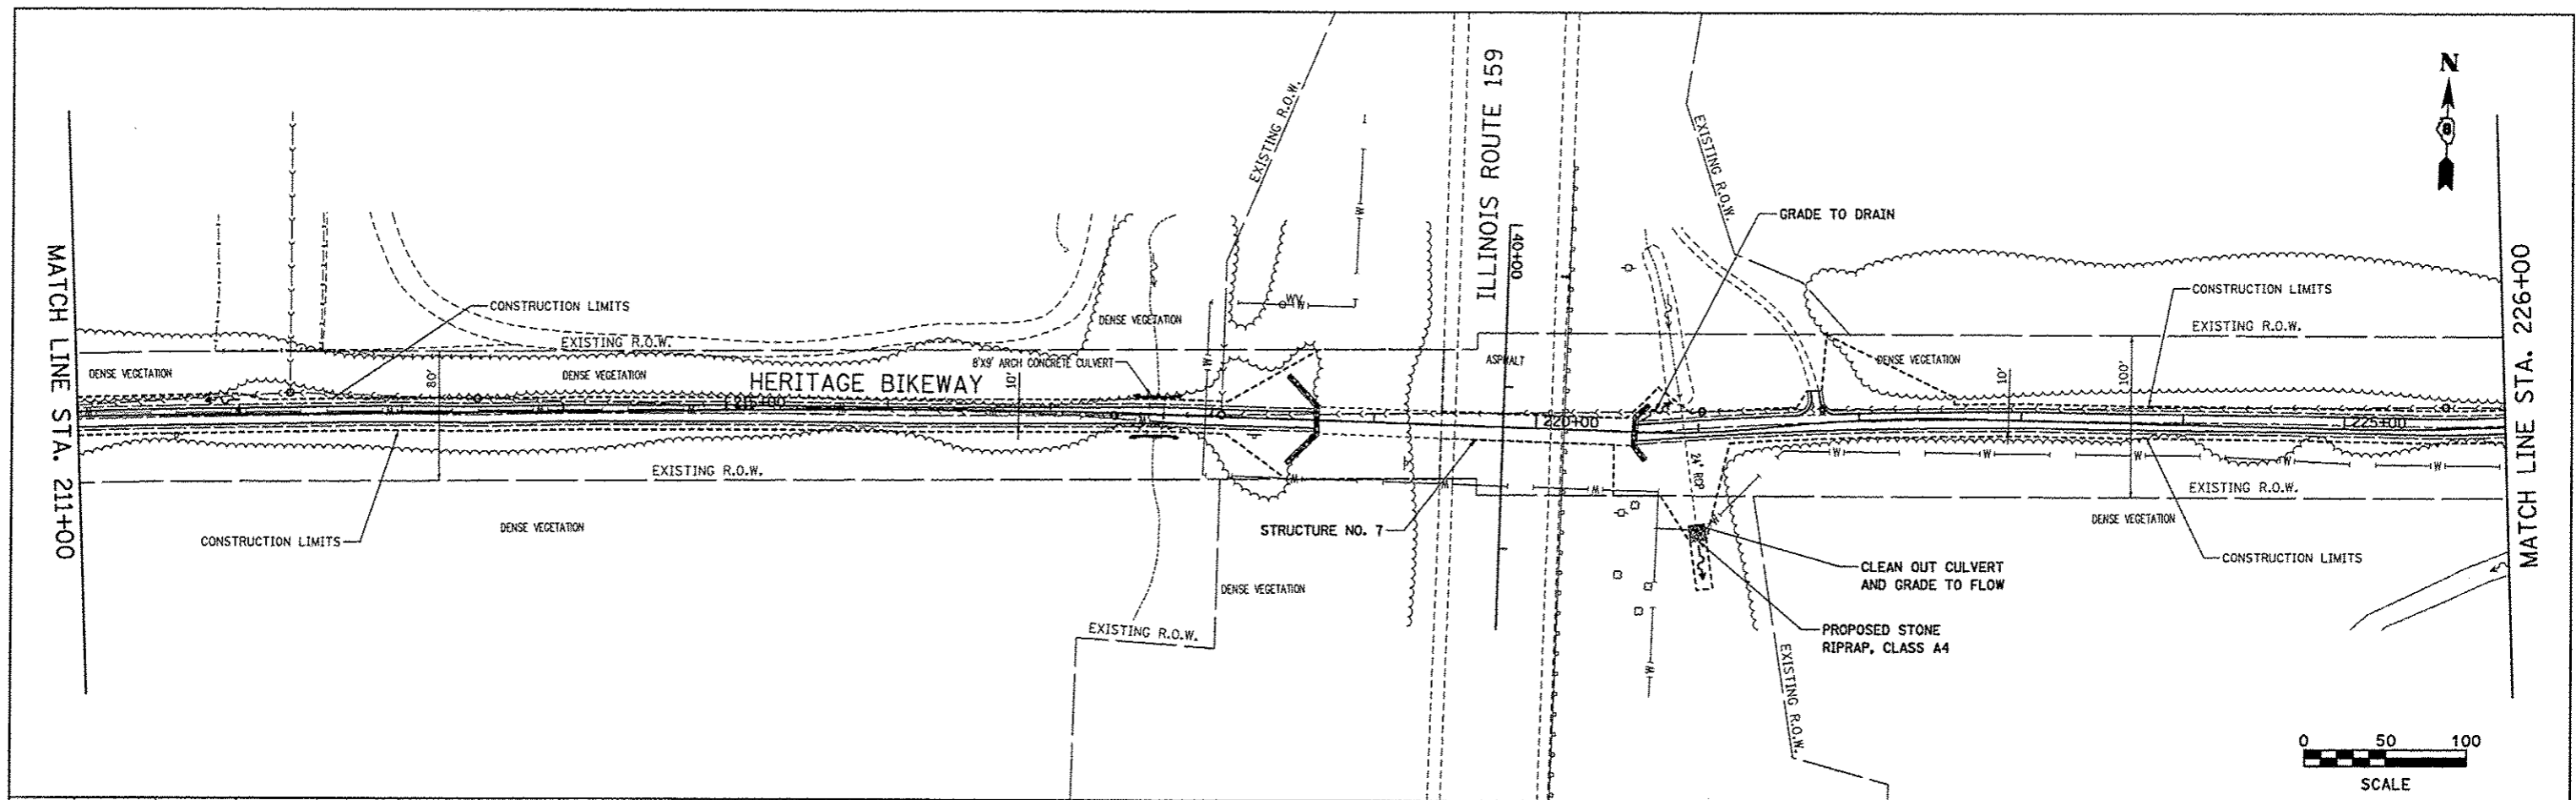 N
8
ILLINOIS ROUTE 159
MATCH LINE STA. 211+00
MATCH LINE STA. 226+00
EXISTING R.O.W.
EXISTING R.O.W.
GRADE TO DRAIN
140+00
CONSTRUCTION LIMITS
CONSTRUCTION LIMITS
EXISTING R.O.W.
EXISTING R.O.W.
DENSE VEGETATION
DENSE VEGETATION
DENSE VEGETATION
8'X9' ARCH CONCRETE CULVERT
ASPHALT
DENSE VEGETATION
80'
HERITAGE BIKEWAY
10'
10'
100'
220+00
225+00
W
WV
24" RCP
EXISTING R.O.W.
EXISTING R.O.W.
CONSTRUCTION LIMITS
DENSE VEGETATION
STRUCTURE NO. 7
DENSE VEGETATION
CONSTRUCTION LIMITS
CLEAN OUT CULVERT
AND GRADE TO FLOW
DENSE VEGETATION
EXISTING R.O.W.
PROPOSED STONE
RIPRAP, CLASS A4
EXISTING R.O.W.
0 50 100
SCALE